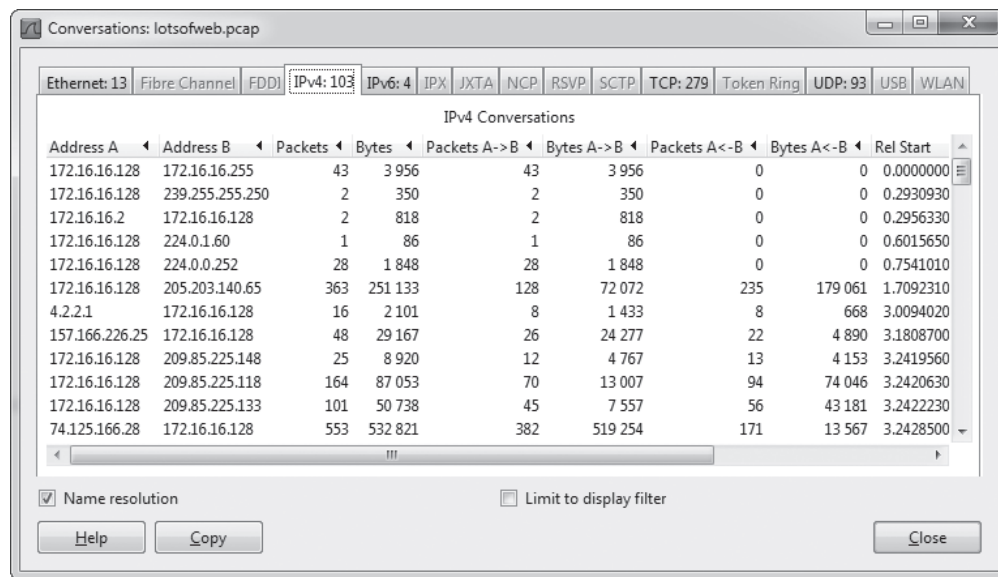 Conversations: lotsofweb.pcap
Ethernet: 13 Fibre Channel FDDI IPv4: 103 IPv6: 4 IPX JXTA NCP RSVP SCTP TCP: 279 Token Ring UDP: 93 USB WLAN
IPv4 Conversations
Address A Address B Packets Bytes Packets A->B Bytes A->B Packets A<-B Bytes A<-B Rel Start
172.16.16.128 172.16.16.255 43 3 956 43 3 956 0 0 0.0000000
172.16.16.128 239.255.255.250 2 350 2 350 0 0 0.2930930
172.16.16.2 172.16.16.128 2 818 2 818 0 0 0.2956330
172.16.16.128 224.0.1.60 1 86 1 86 0 0 0.6015650
172.16.16.128 224.0.0.252 28 1 848 28 1 848 0 0 0.7541010
172.16.16.128 205.203.140.65 363 251 133 128 72 072 235 179 061 1.7092310
4.2.2.1 172.16.16.128 16 2 101 8 1 433 8 668 3.0094020
157.166.226.25 172.16.16.128 48 29 167 26 24 277 22 4 890 3.1808700
172.16.16.128 209.85.225.148 25 8 920 12 4 767 13 4 153 3.2419560
172.16.16.128 209.85.225.118 164 87 053 70 13 007 94 74 046 3.2420630
172.16.16.128 209.85.225.133 101 50 738 45 7 557 56 43 181 3.2422230
74.125.166.28 172.16.16.128 553 532 821 382 519 254 171 13 567 3.2428500
Name resolution Limit to display filter
Help Copy Close